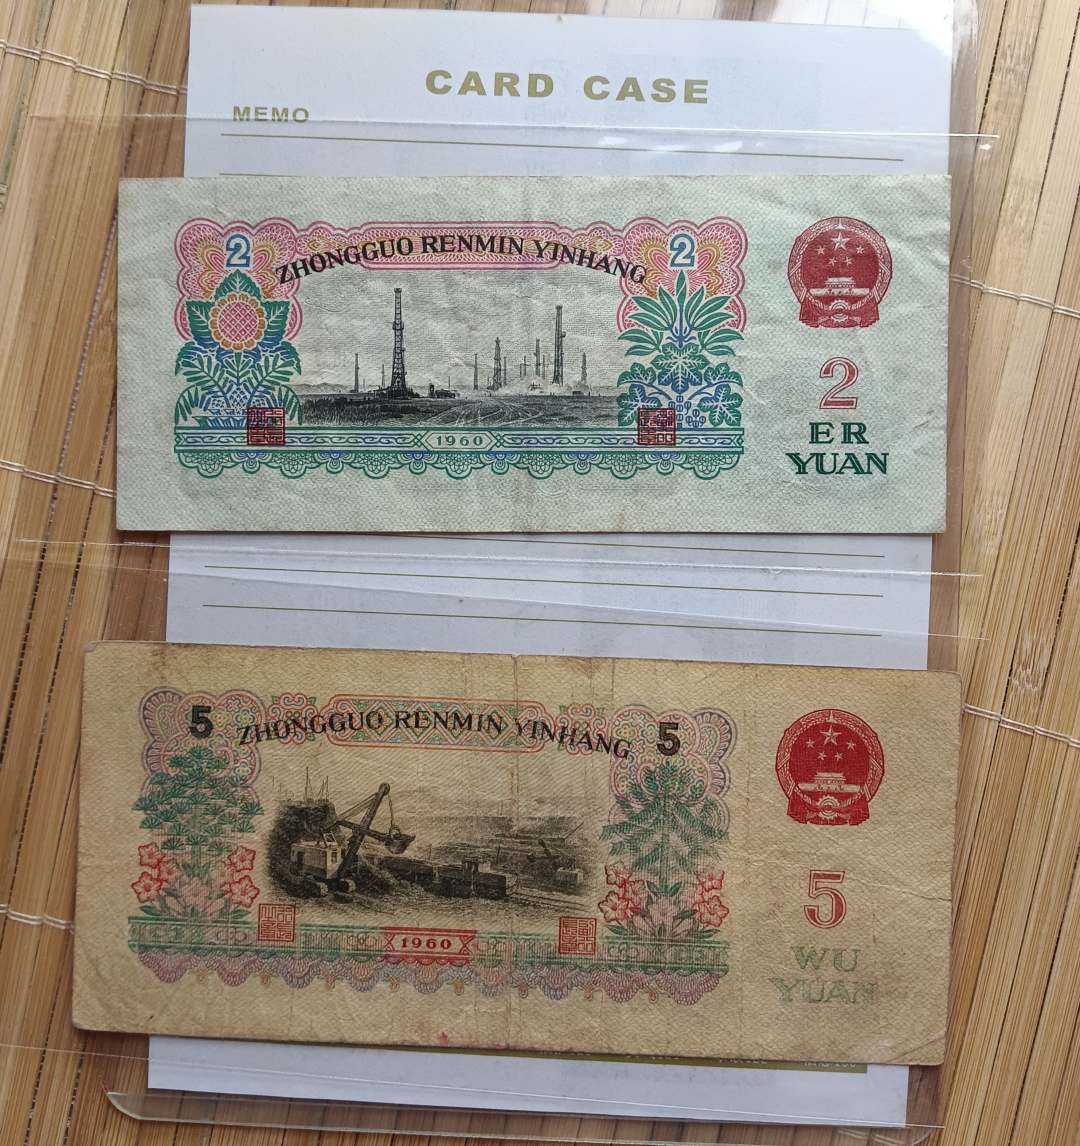 CARD CASE
MEMO
2 ZHONGGUO RENMIN YINHANG 2
1960
2
ER
YUAN
5 ZHONGGUO RENMIN YINHANG 5
1960
5
WU
YUAN